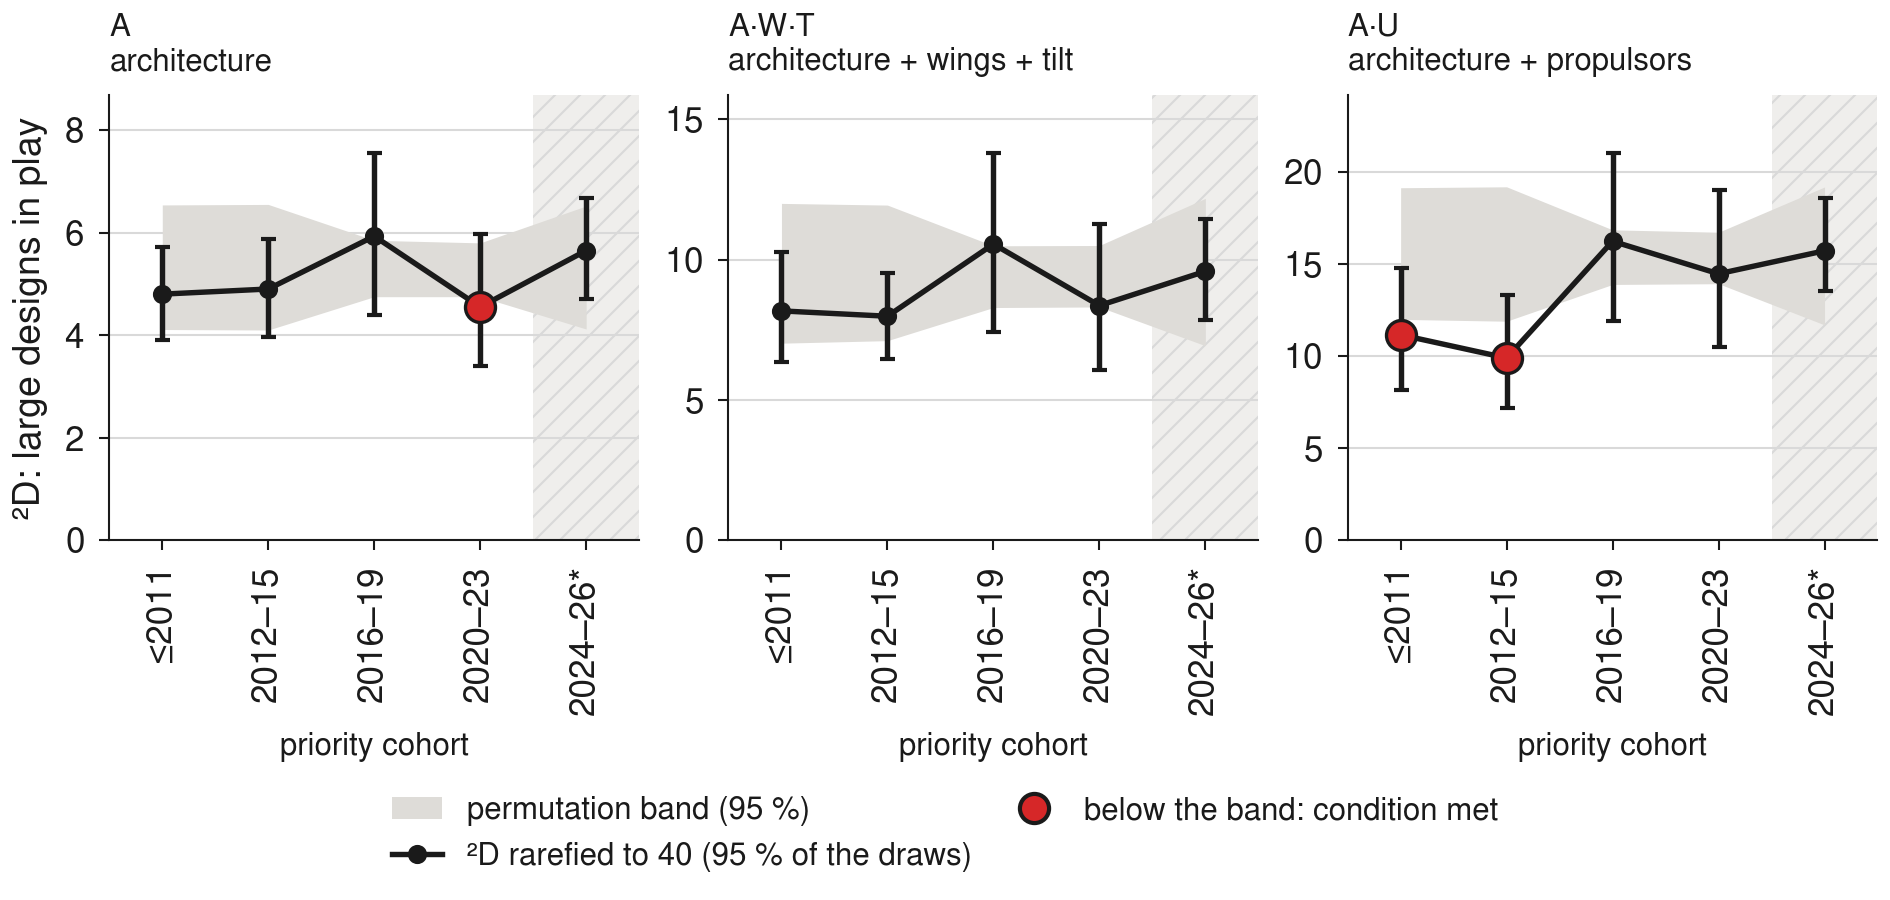 A
architecture
A·W·T
architecture + wings + tilt
A·U
architecture + propulsors
²D: large designs in play
8
6
4
2
0
15
10
5
0
20
15
10
5
0
≤2011
2012–15
2016–19
2020–23
2024–26*
≤2011
2012–15
2016–19
2020–23
2024–26*
≤2011
2012–15
2016–19
2020–23
2024–26*
priority cohort
priority cohort
priority cohort
permutation band (95 %)
²D rarefied to 40 (95 % of the draws)
below the band: condition met